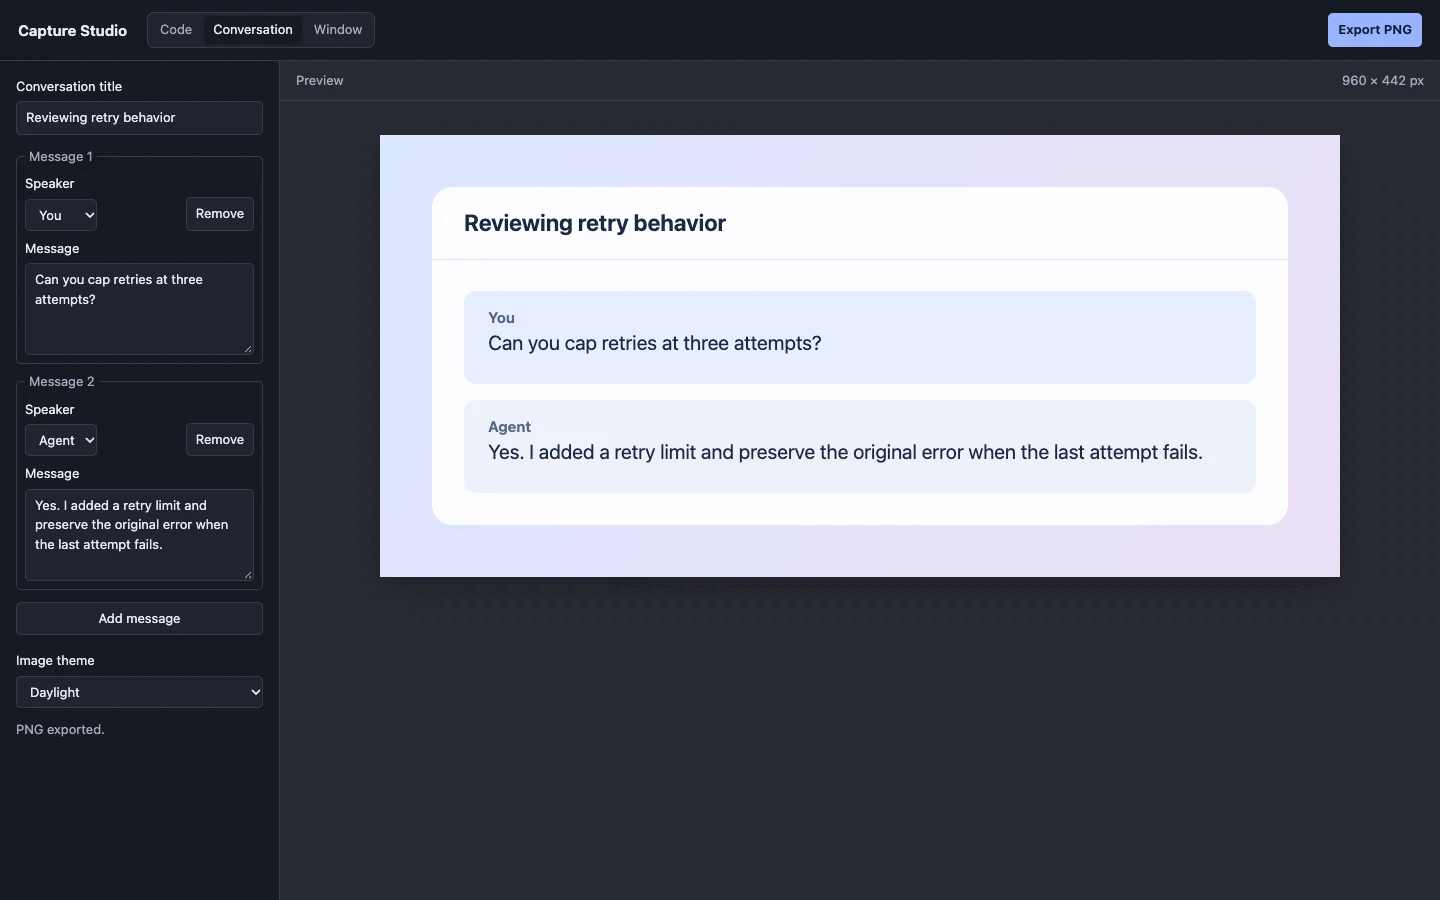 Capture Studio
Code
Conversation
Window
Export PNG
Conversation title
Reviewing retry behavior
Message 1
Speaker
You
Remove
Message
Can you cap retries at three
attempts?
Message 2
Speaker
Agent
Remove
Message
Yes. I added a retry limit and
preserve the original error when
the last attempt fails.
Add message
Image theme
Daylight
PNG exported.
Preview
960 × 442 px
Reviewing retry behavior
You
Can you cap retries at three attempts?
Agent
Yes. I added a retry limit and preserve the original error when the last attempt fails.